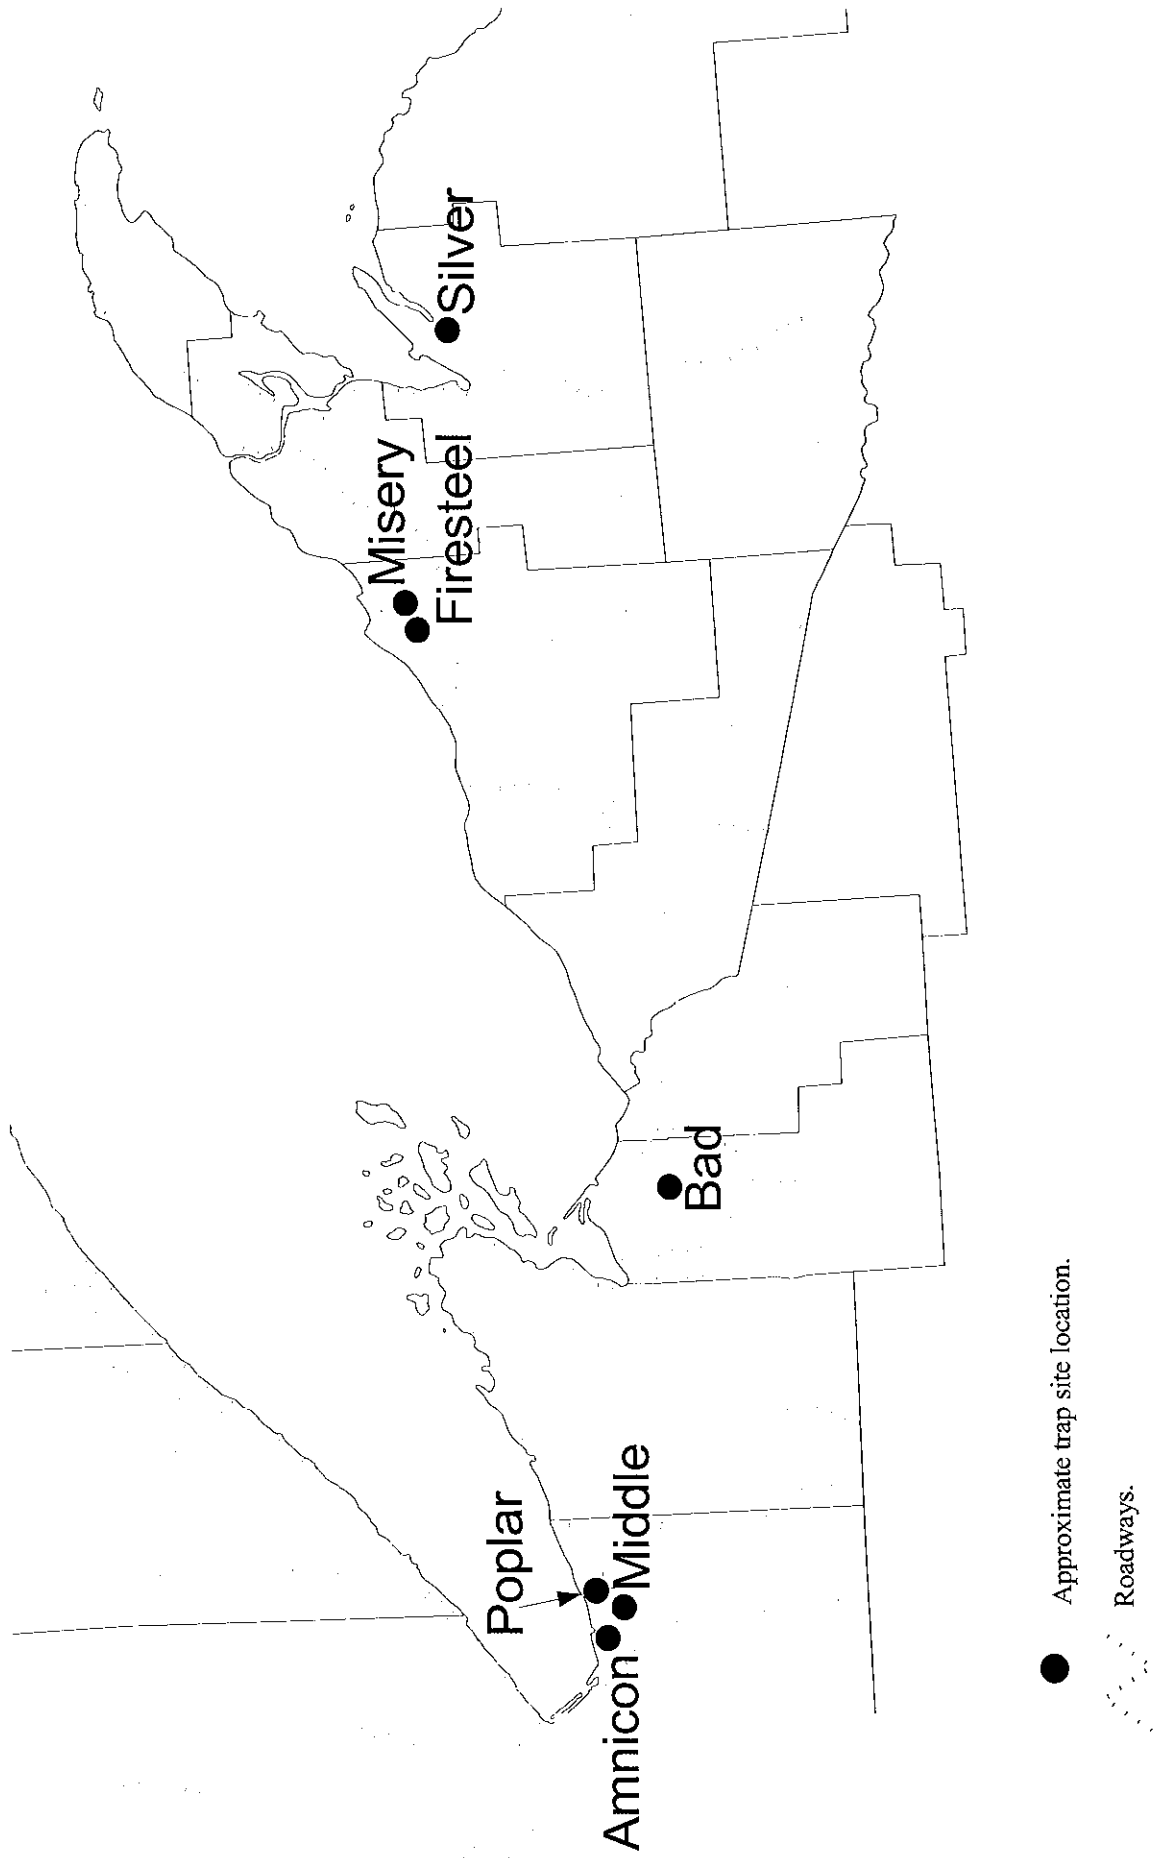 Misery
Firesteel
Silver
Poplar
Middle
Amnicon
Bad
Approximate trap site location.
Roadways.